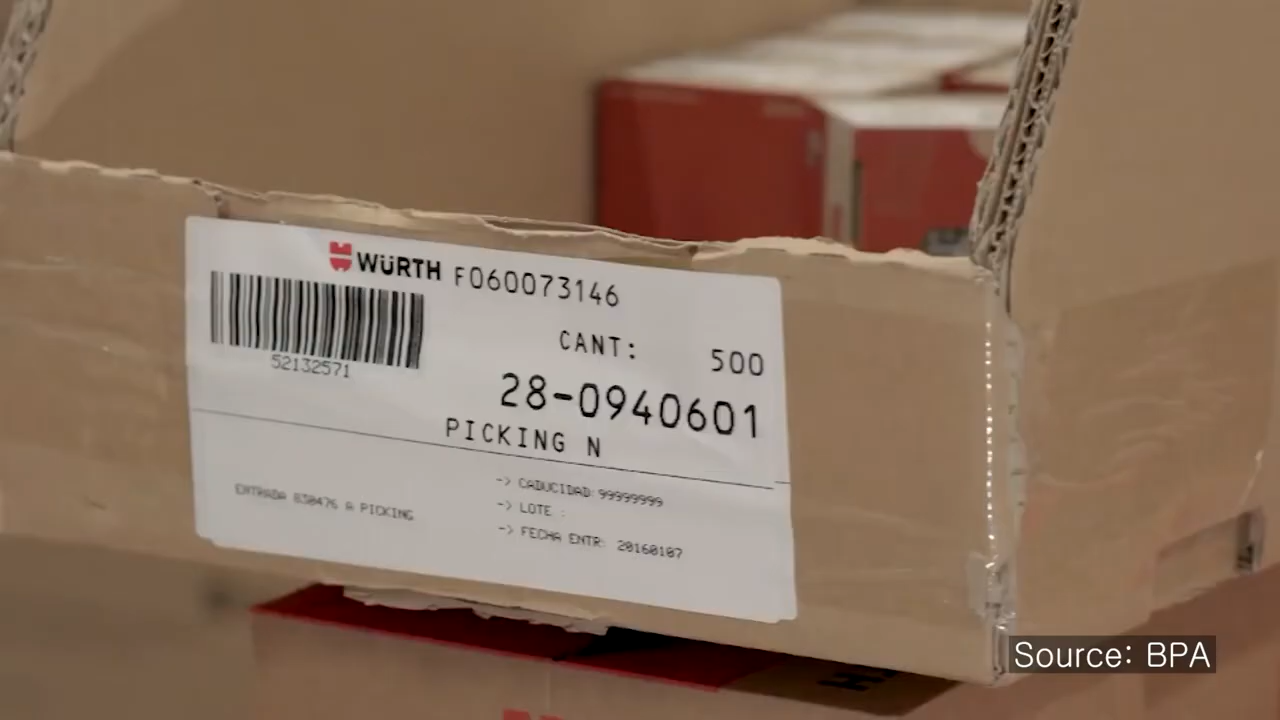 WÜRTH F060073146
52132571
CANT: 500
28-0940601
PICKING N
ENTRADA 830476 A PICKING
-> CADUCIDAD: 99999999
-> LOTE :
-> FECHA ENTR: 20160107
Source: BPA